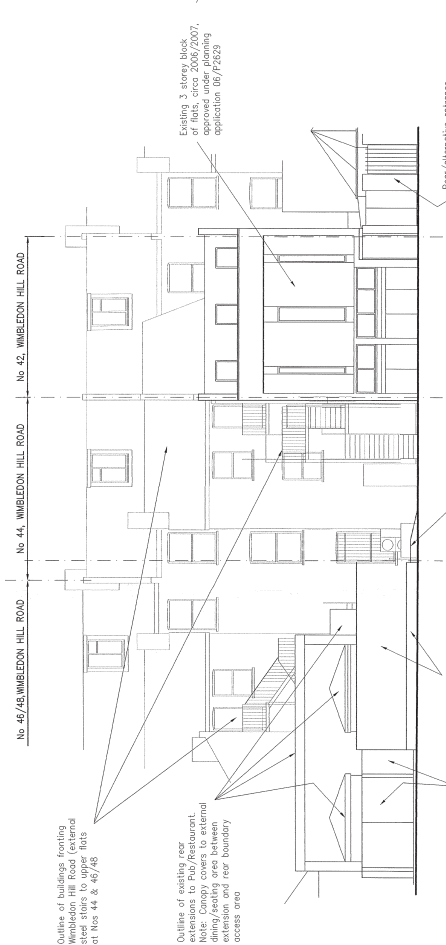 No 46/48,WIMBLEDON HILL ROAD
No 44, WIMBLEDON HILL ROAD
No 42, WIMBLEDON HILL ROAD
Outline of buildings fronting
Wimbledon Hill Road (external
steel stairs to upper flats
at Nos 44 & 46/48
Outline of existing rear
extensions to Pub/Restaurant.
Note: Canopy covers to external
dining/seating area between
extension and rear boundary
access area
Existing 3 storey block
of flats, circa 2006/2007,
approved under planning
application 06/P2629